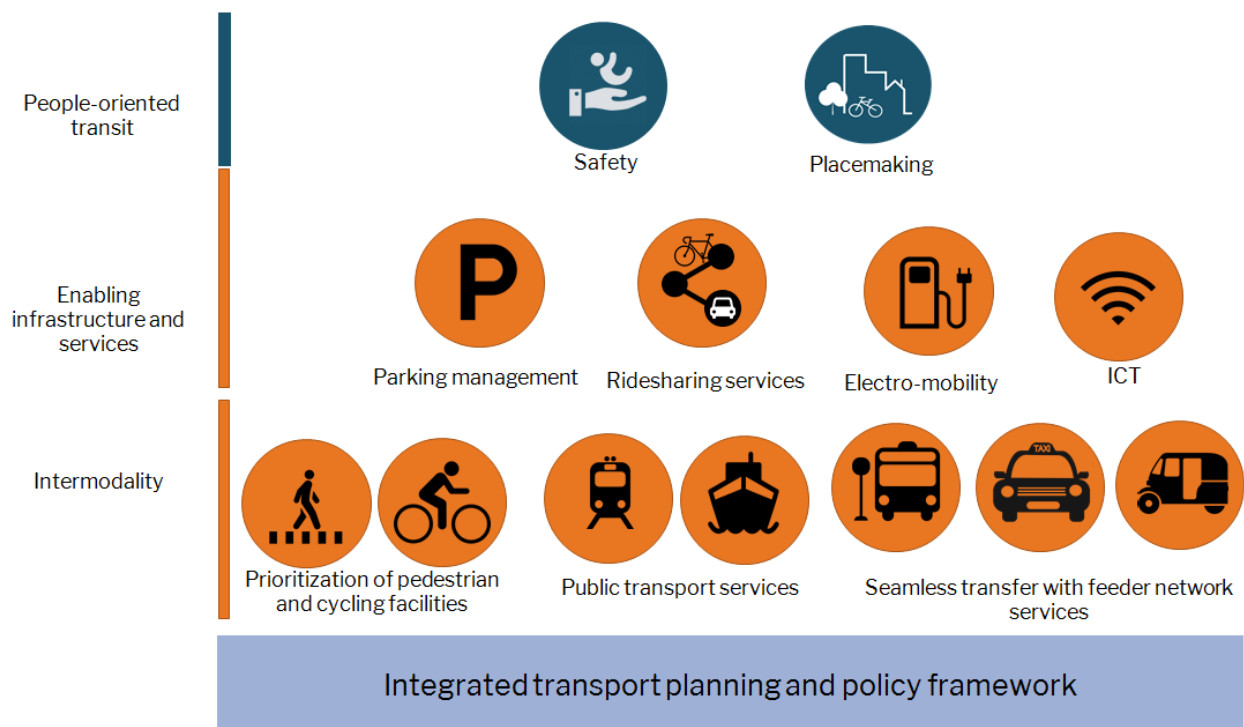 People-oriented
transit
Safety
Placemaking
Enabling
infrastructure and
services
P
Parking management
Ridesharing services
Electro-mobility
ICT
Intermodality
TAXI
Prioritization of pedestrian
and cycling facilities
Public transport services
Seamless transfer with feeder network
services
Integrated transport planning and policy framework